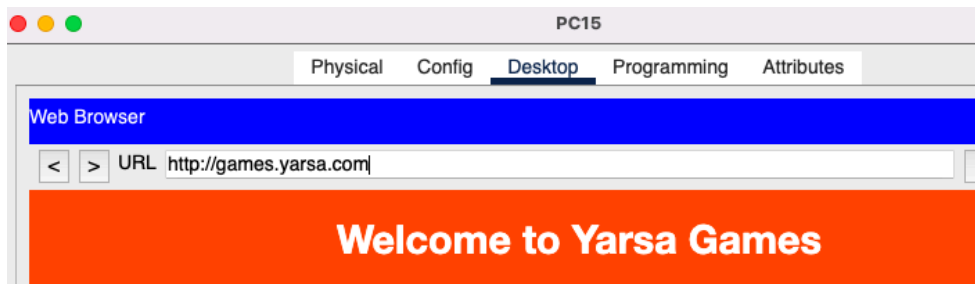 PC15
Physical Config Desktop Programming Attributes
Web Browser
< > URL http://games.yarsa.com
Welcome to Yarsa Games